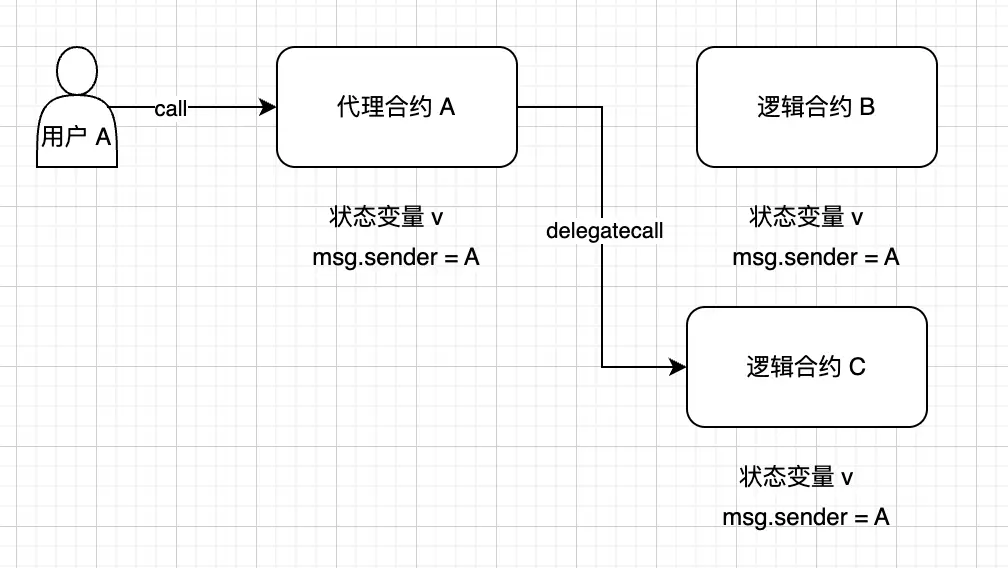 用户 A
call
代理合约 A
状态变量 v
msg.sender = A
delegatecall
逻辑合约 B
状态变量 v
msg.sender = A
逻辑合约 C
状态变量 v
msg.sender = A